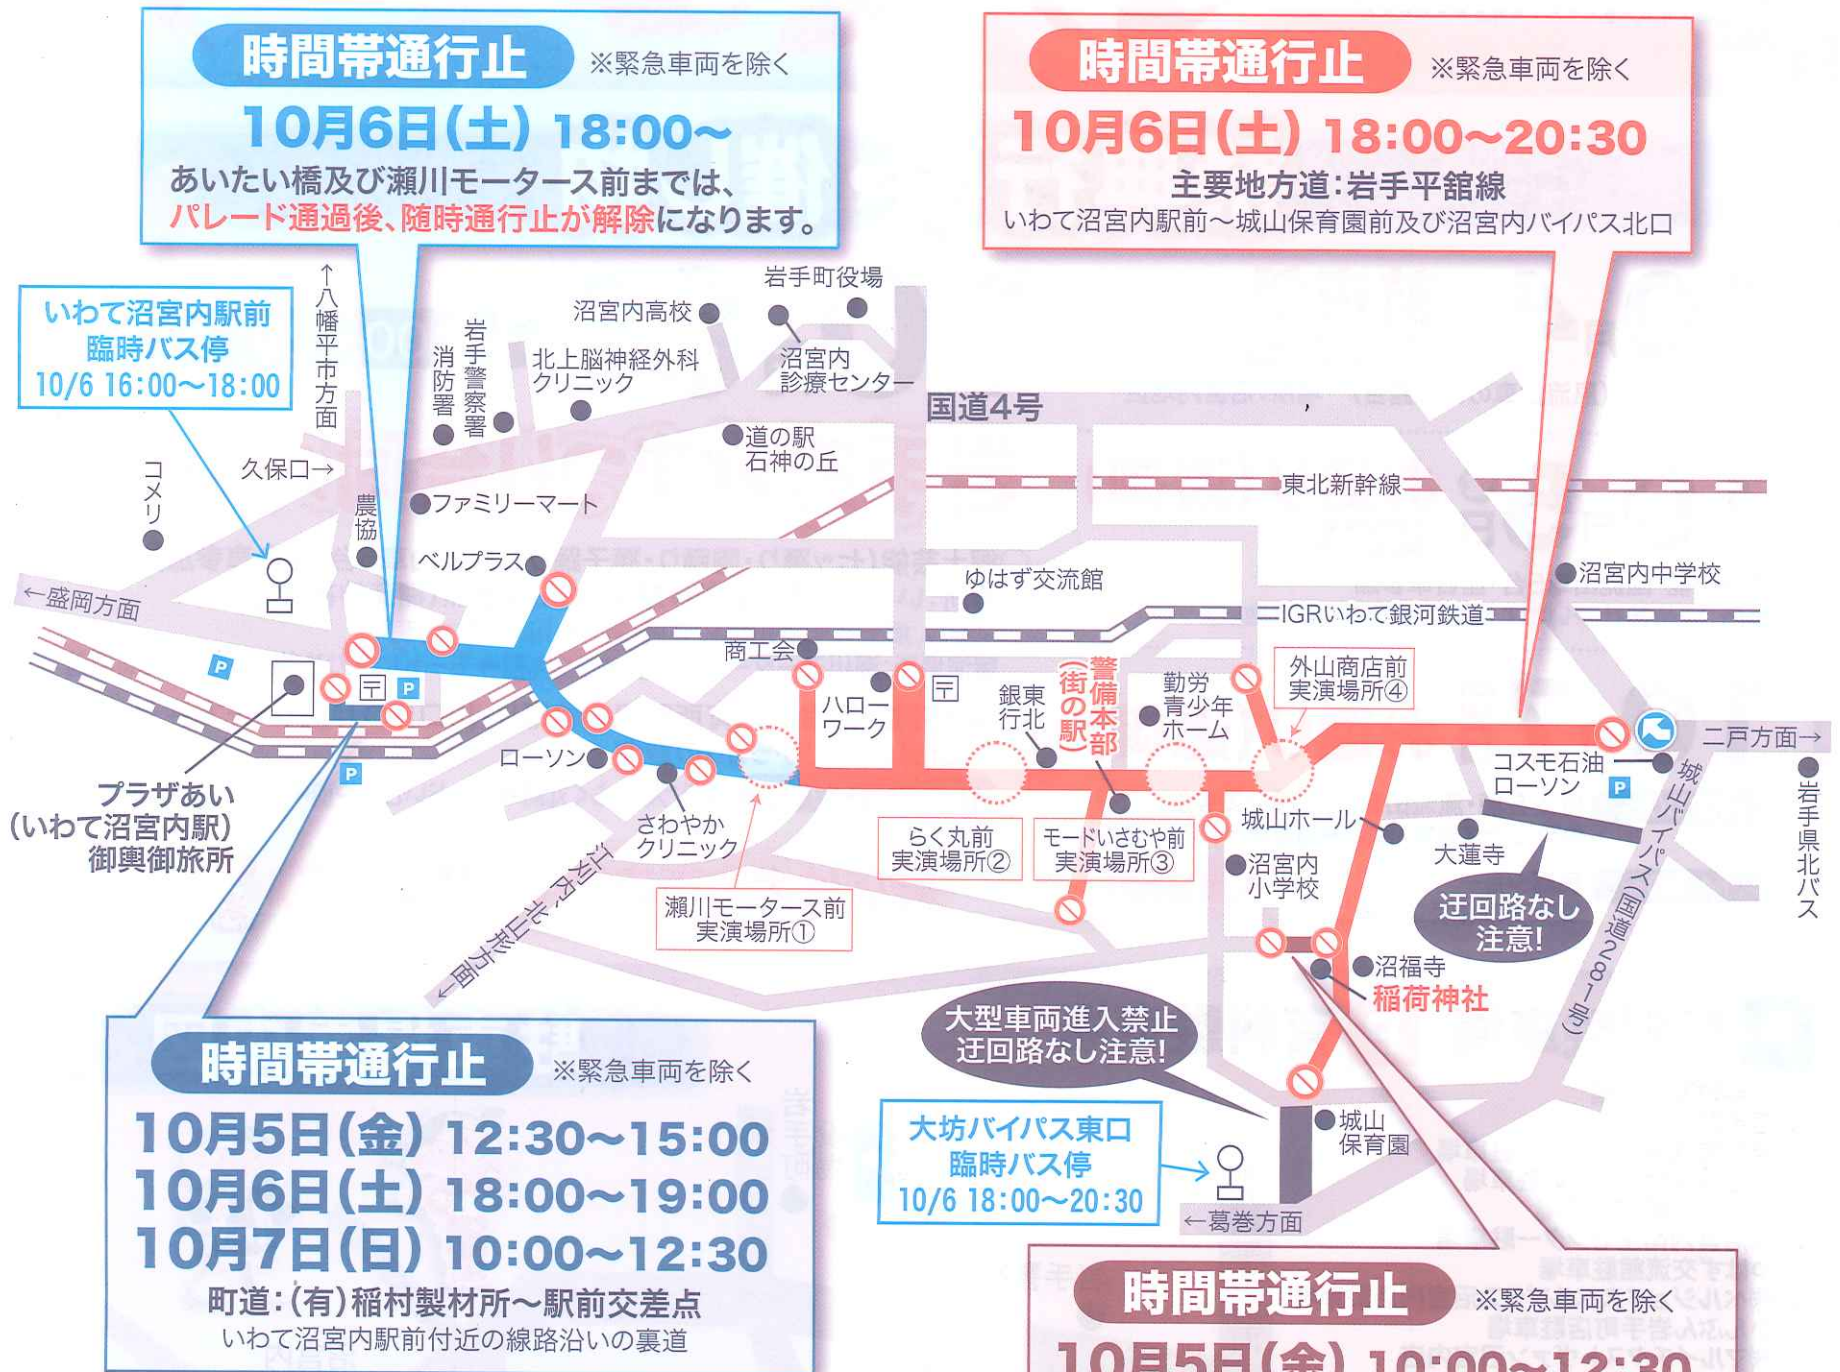 時間帯通行止 ※緊急車両を除く
10月6日(土) 18:00～
あいたい橋及び瀬川モータース前までは、
パレード通過後、随時通行止が解除になります。
時間帯通行止 ※緊急車両を除く
10月6日(土) 18:00～20:30
主要地方道:岩手平舘線
いわて沼宮内駅前～城山保育園前及び沼宮内バイパス北口
いわて沼宮内駅前
臨時バス停
10/6 16:00～18:00
↑八幡平市方面
消防署
岩手警察署
北上脳神経外科
クリニック
沼宮内高校
岩手町役場
沼宮内
診療センター
国道4号
道の駅
石神の丘
久保口→
コメリ
農協
ファミリーマート
ベルプラス
東北新幹線
沼宮内中学校
ゆはず交流館
IGRいわて銀河鉄道
←盛岡方面
P
〒
P
P
商工会
ハロー
ワーク
〒
銀東
行北
警備本部
(街の駅)
勤労
青少年
ホーム
外山商店前
実演場所④
二戸方面→
コスモ石油
ローソン
P
岩手県北バス
城山バイパス(国道281号)
プラザあい
(いわて沼宮内駅)
御輿御旅所
ローソン
さわやか
クリニック
江刈内、北山形方面→
瀬川モータース前
実演場所①
らく丸前
実演場所②
モードいさむや前
実演場所③
城山ホール
大蓮寺
沼宮内
小学校
迂回路なし
注意!
沼福寺
稲荷神社
大型車両進入禁止
迂回路なし注意!
城山
保育園
大坊バイパス東口
臨時バス停
10/6 18:00～20:30
←葛巻方面
時間帯通行止 ※緊急車両を除く
10月5日(金) 12:30～15:00
10月6日(土) 18:00～19:00
10月7日(日) 10:00～12:30
町道:(有)稲村製材所～駅前交差点
いわて沼宮内駅前付近の線路沿いの裏道
時間帯通行止 ※緊急車両を除く
10月5日(金) 10:00～12:30